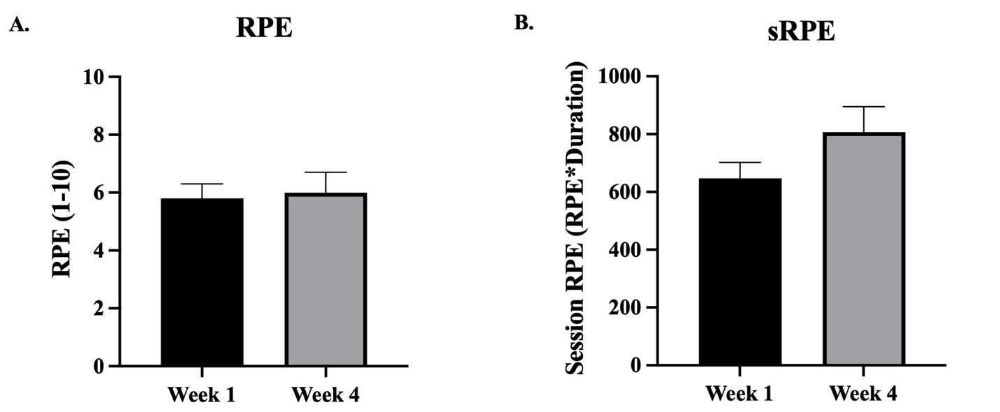 A.
RPE
RPE (1-10)
10
8
6
4
2
0
Week 1
Week 4
B.
sRPE
Session RPE (RPE*Duration)
1000
800
600
400
200
0
Week 1
Week 4